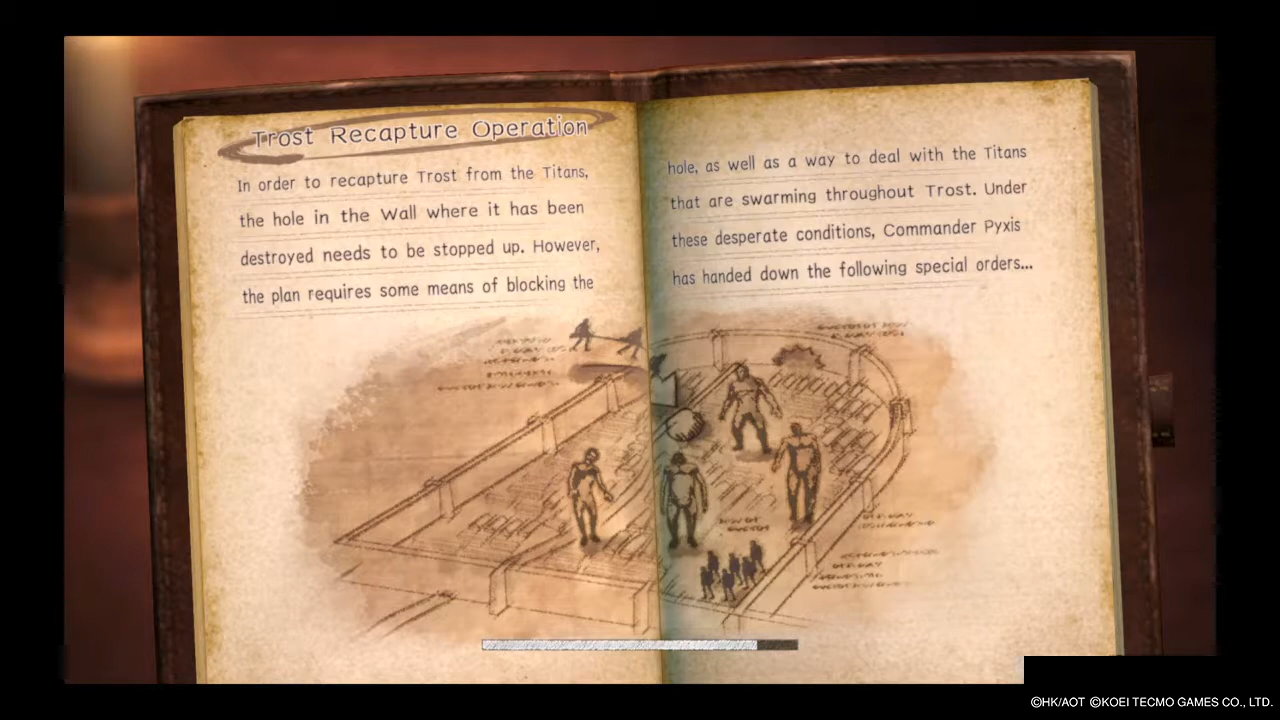 Trost Recapture Operation
In order to recapture Trost from the Titans,
the hole in the Wall where it has been
destroyed needs to be stopped up. However,
the plan requires some means of blocking the
hole, as well as a way to deal with the Titans
that are swarming throughout Trost. Under
these desperate conditions, Commander Pyxis
has handed down the following special orders...
©HK/AOT ©KOEI TECMO GAMES CO., LTD.